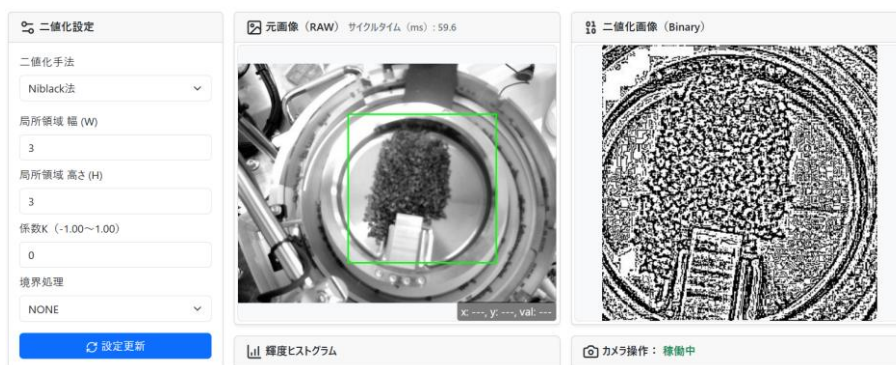 二値化設定
二値化手法
Niblack法
局所領域 幅 (W)
3
局所領域 高さ (H)
3
係数K（-1.00～1.00）
0
境界処理
NONE
設定更新
元画像（RAW） サイクルタイム（ms）: 59.6
x: ---, y: ---, val: ---
輝度ヒストグラム
二値化画像（Binary）
カメラ操作： 稼働中